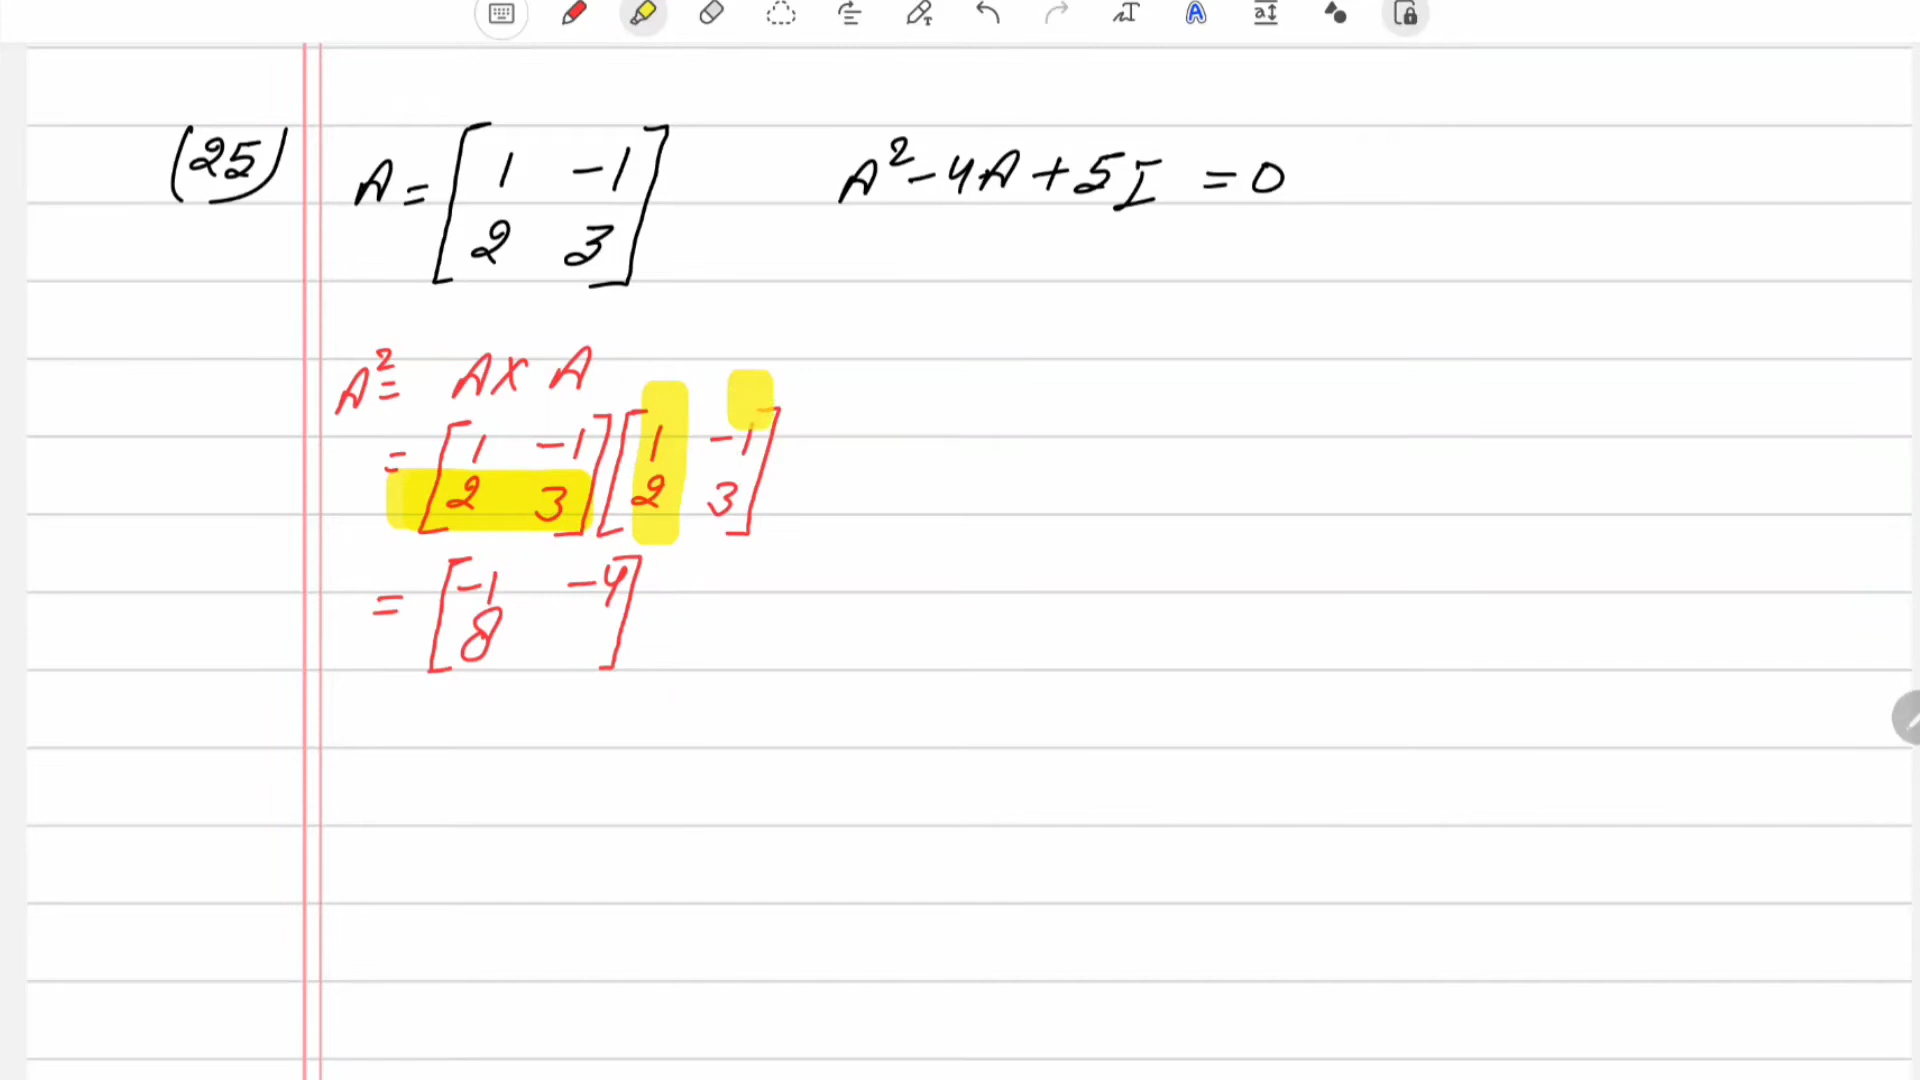 (25) A = [ 1 -1 A² - 4A + 5I = 0
2 3 ]
A² = A x A
= [ 1 -1 ] [ 1 -1 ]
2 3 2 3
= [ -1 -4 ]
8